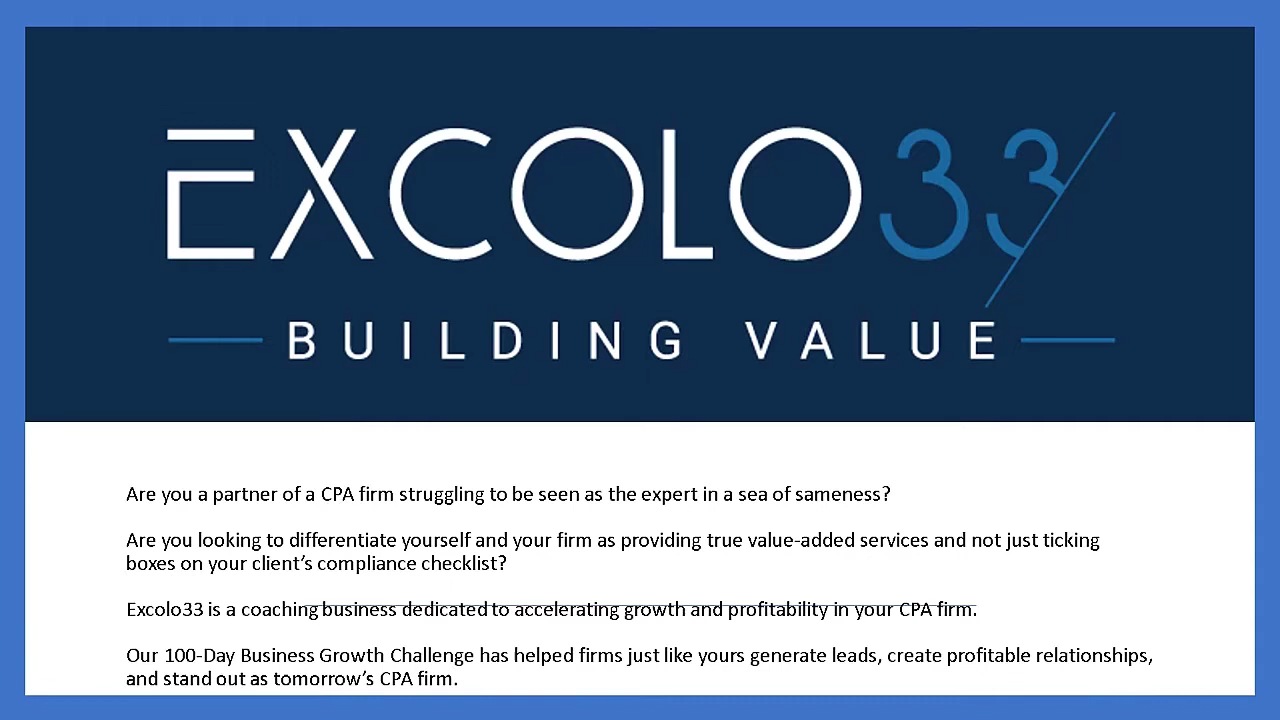 EXCOLO33
BUILDING VALUE
Are you a partner of a CPA firm struggling to be seen as the expert in a sea of sameness?
Are you looking to differentiate yourself and your firm as providing true value-added services and not just ticking
boxes on your client’s compliance checklist?
Excolo33 is a coaching business dedicated to accelerating growth and profitability in your CPA firm.
Our 100-Day Business Growth Challenge has helped firms just like yours generate leads, create profitable relationships,
and stand out as tomorrow’s CPA firm.